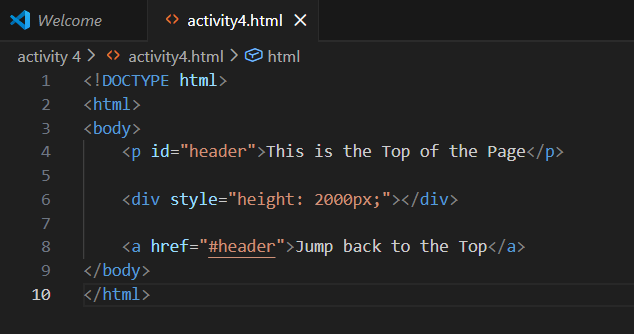 Welcome activity4.html
activity 4 > activity4.html > html
1 <!DOCTYPE html>
2 <html>
3 <body>
4 <p id="header">This is the Top of the Page</p>
5
6 <div style="height: 2000px;"></div>
7
8 <a href="#header">Jump back to the Top</a>
9 </body>
10 </html>